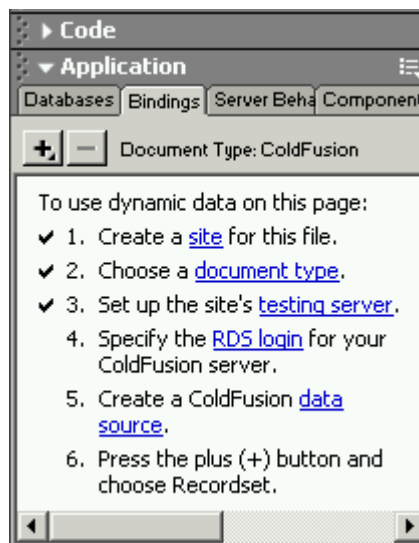 Code
Application
Databases Bindings Server Beha Component
Document Type: ColdFusion
To use dynamic data on this page:
✔ 1. Create a site for this file.
✔ 2. Choose a document type.
✔ 3. Set up the site's testing server.
4. Specify the RDS login for your
ColdFusion server.
5. Create a ColdFusion data
source.
6. Press the plus (+) button and
choose Recordset.